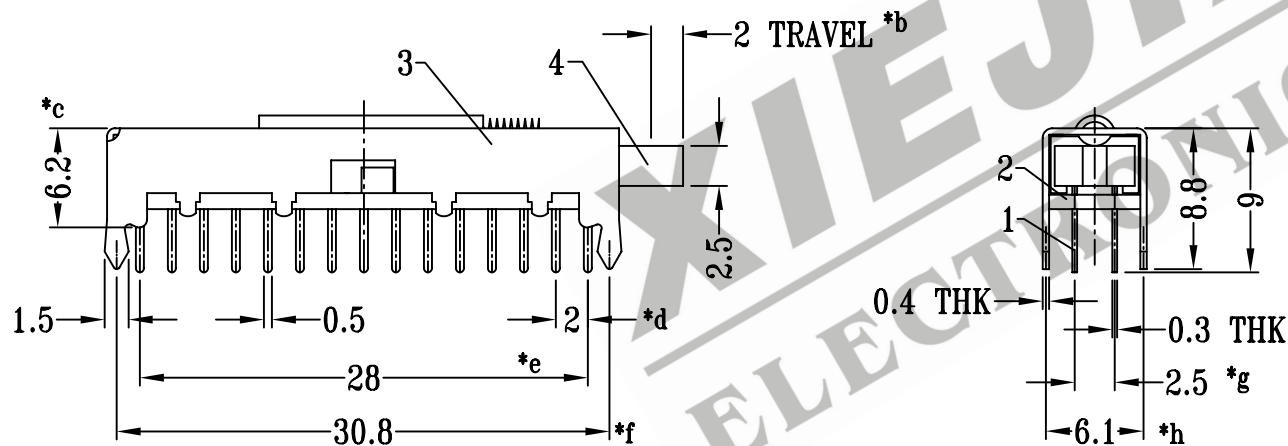 2 TRAVEL *b
3
4
*c
6.2
2.5
1.5
0.5
2 *d
28 *e
30.8 *f
2
1
8.8
9
0.4 THK
0.3 THK
2.5 *g
6.1 *h
XIEJI
ELECTRONIC